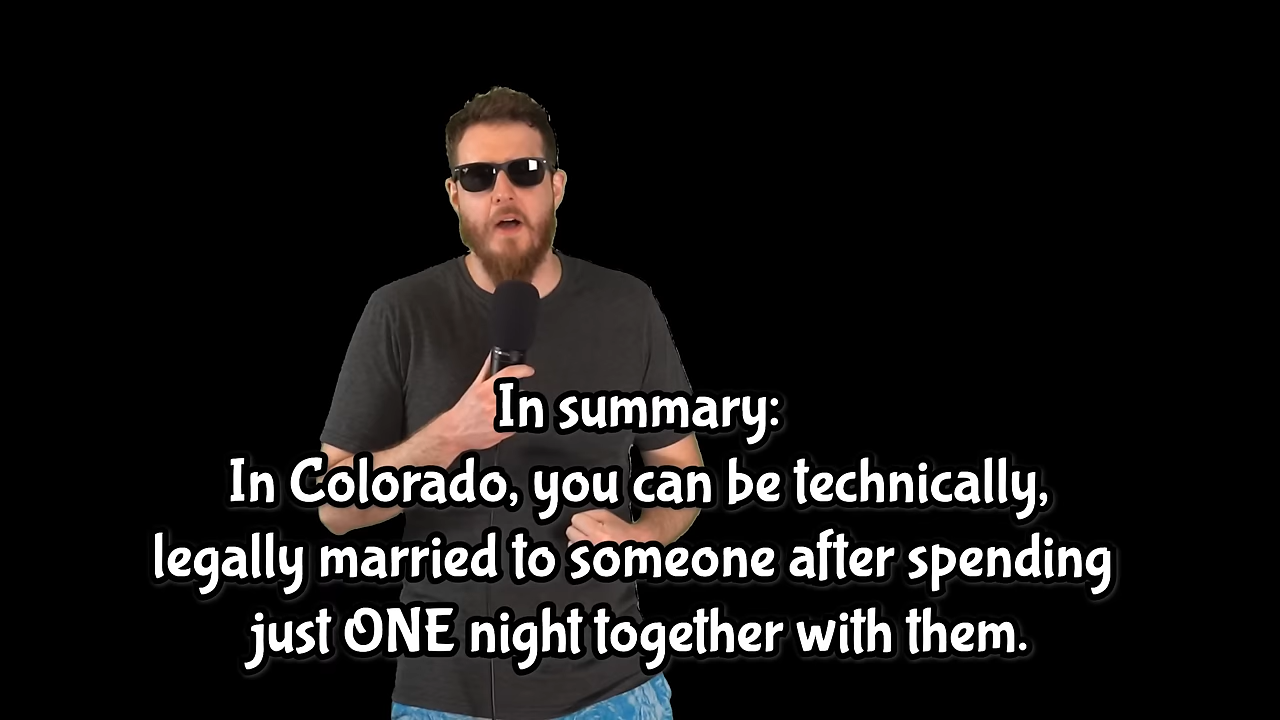 In summary:
In Colorado, you can be technically,
legally married to someone after spending
just ONE night together with them.